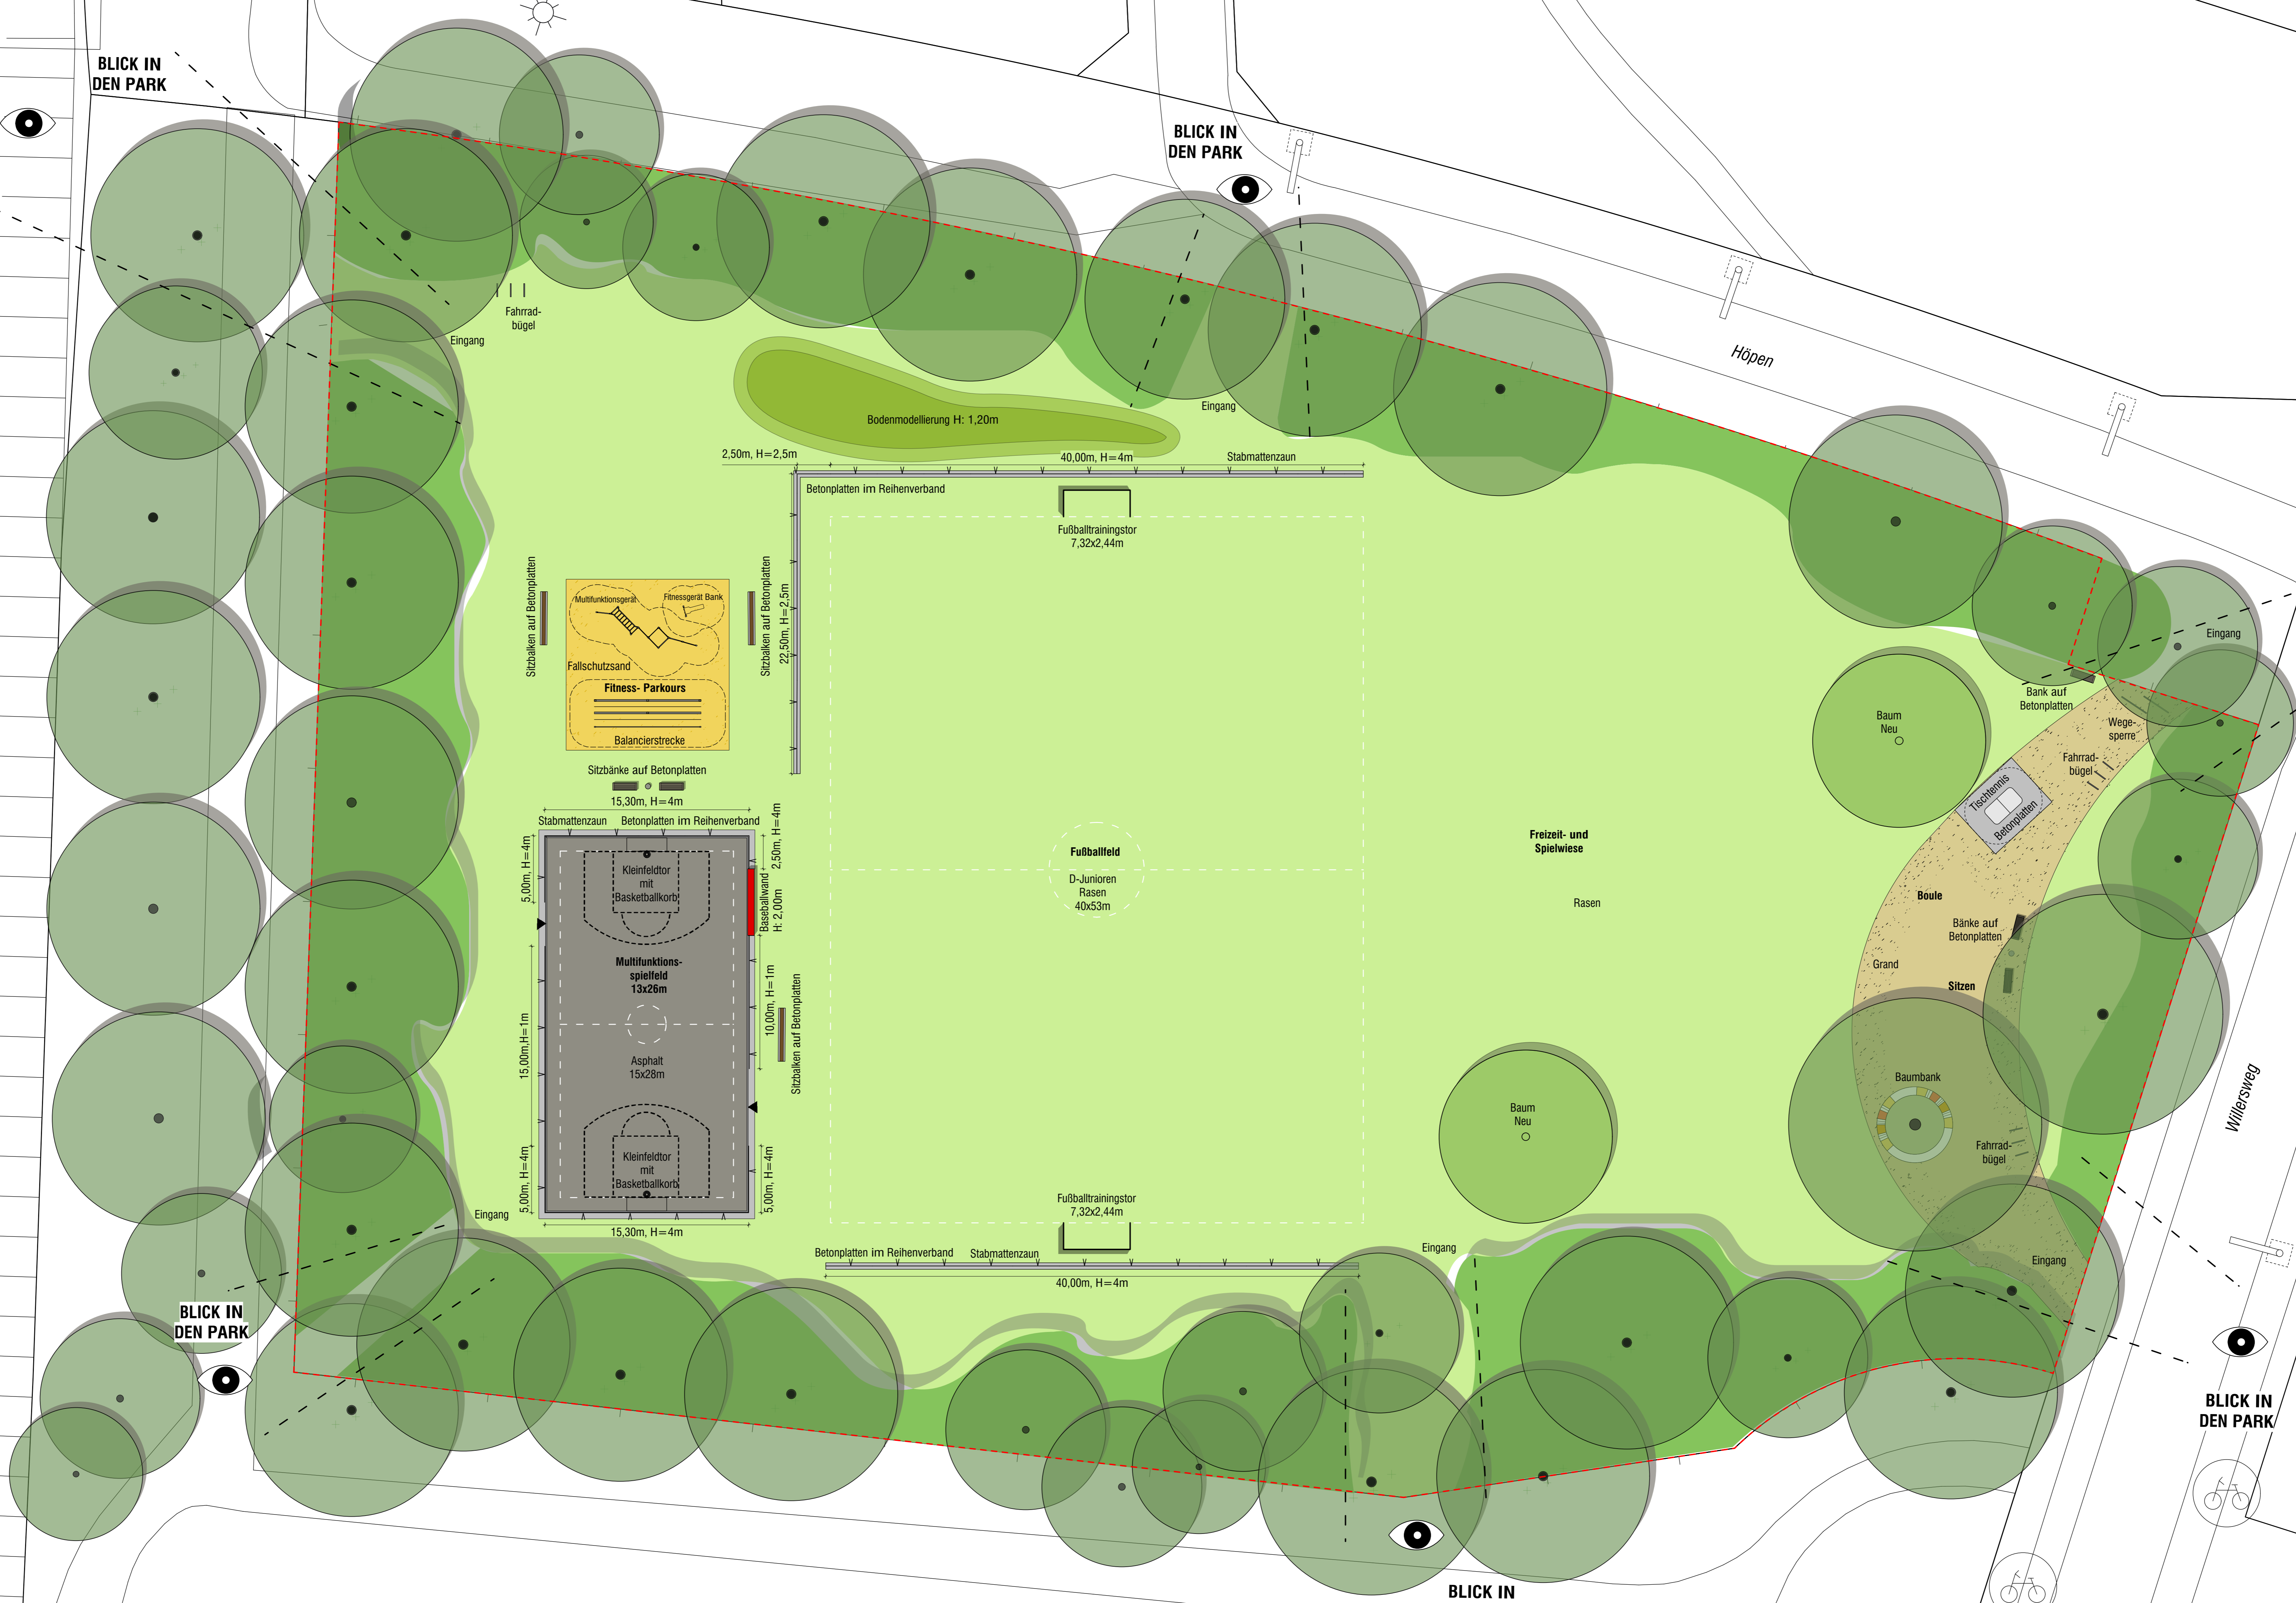 BLICK IN
DEN PARK
BLICK IN
DEN PARK
Höpen
Fahrrad-
bügel
Eingang
Eingang
Bodenmodellierung H: 1,20m
2,50m, H=2,5m
40,00m, H=4m
Stabmattenzaun
Betonplatten im Reihenverband
Fußballtrainingstor
7,32x2,44m
Sitzbalken auf Betonplatten
Multifunktionsgerät
Fitnessgerät Bank
Fallschutzsand
Fitness- Parkours
Balancierstrecke
Sitzbalken auf Betonplatten
22,50m, H=2,5m
Eingang
Bank auf
Betonplatten
Wege-
sperre
Fahrrad-
bügel
Baum
Neu
Tischtennis
Betonplatten
Sitzbänke auf Betonplatten
15,30m, H=4m
Stabmattenzaun
Betonplatten im Reihenverband
5,00m, H=4m
2,50m, H=4m
Kleinfeldtor
mit
Basketballkorb
Baseballwand
H: 2,00m
Fußballfeld
D-Junioren
Rasen
40x53m
Freizeit- und
Spielwiese
Rasen
Boule
Bänke auf
Betonplatten
Grand
Sitzen
Multifunktions-
spielfeld
13x26m
10,00m, H=1m
Sitzbalken auf Betonplatten
15,00m,H=1m
Asphalt
15x28m
Baumbank
Baum
Neu
Willersweg
Fahrrad-
bügel
Kleinfeldtor
mit
Basketballkorb
5,00m, H=4m
5,00m, H=4m
Eingang
15,30m, H=4m
Fußballtrainingstor
7,32x2,44m
Betonplatten im Reihenverband
Stabmattenzaun
40,00m, H=4m
Eingang
Eingang
BLICK IN
DEN PARK
BLICK IN
DEN PARK
BLICK IN